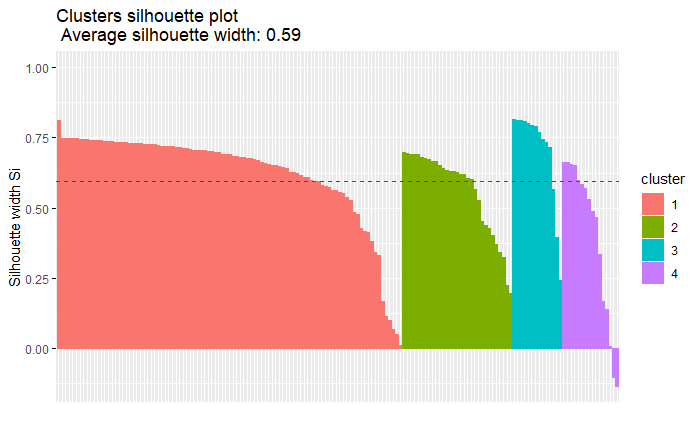 Clusters silhouette plot
Average silhouette width: 0.59
1.00
0.75
0.50
0.25
0.00
Silhouette width Si
cluster
1
2
3
4